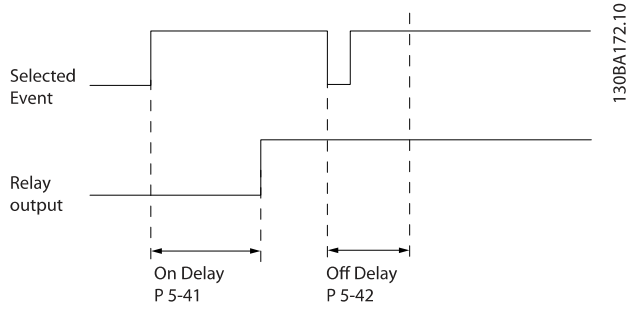 130BA172.10
Selected
Event
Relay
output
On Delay
P 5-41
Off Delay
P 5-42